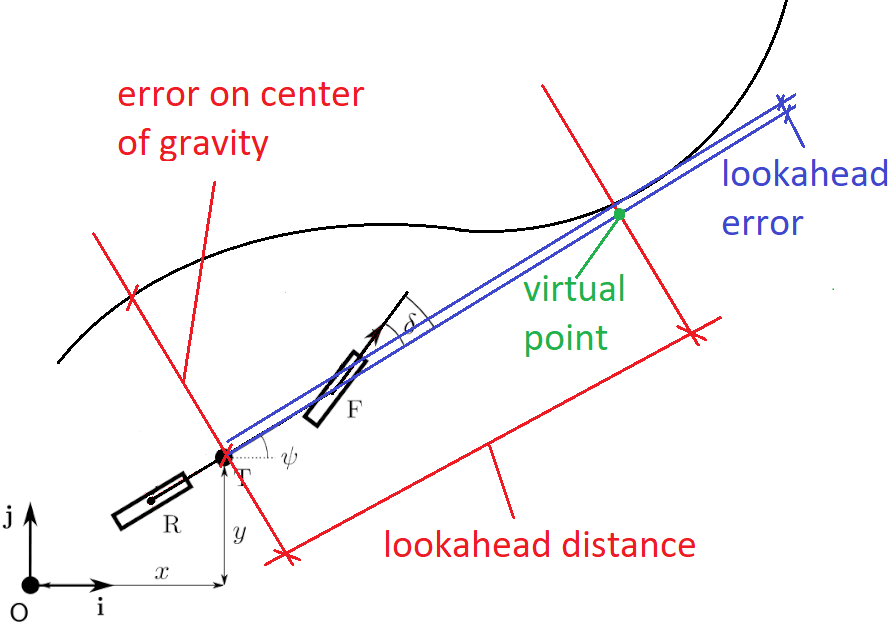 error on center
of gravity
lookahead
error
virtual
point
δ
F
ψ
T
R
j
y
lookahead distance
x
O
i